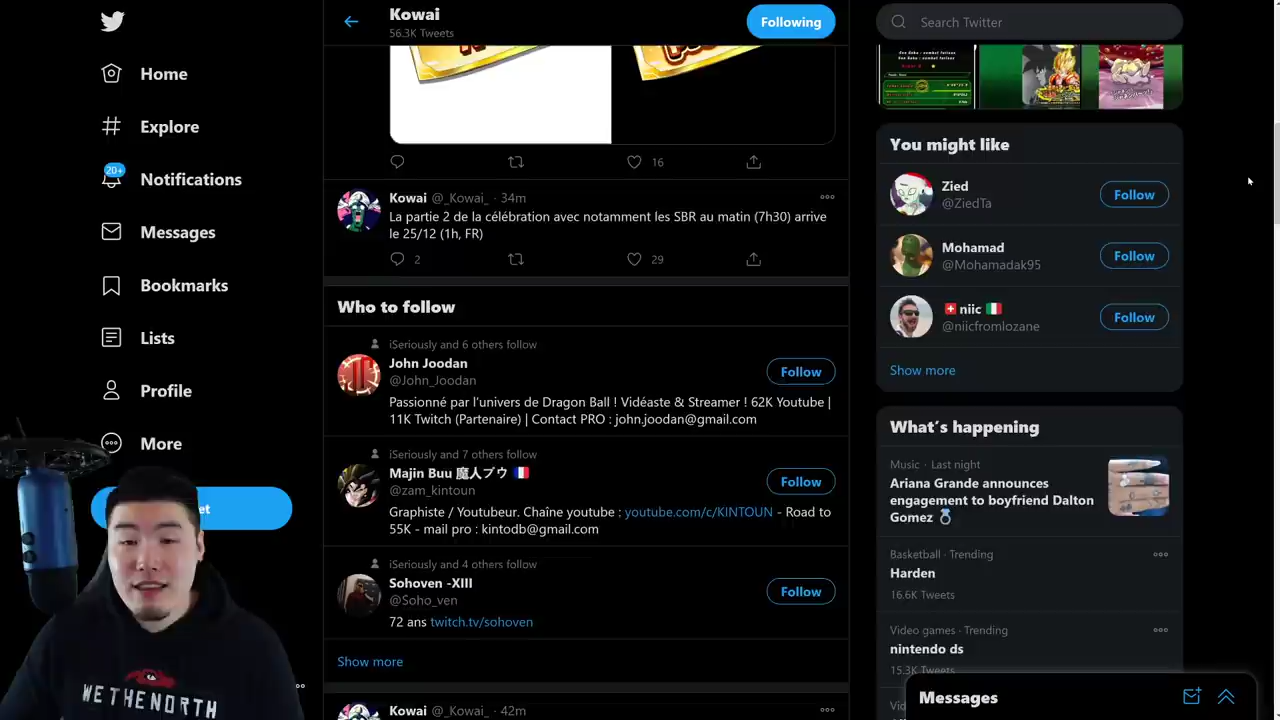 Home
Explore
20+
Notifications
Messages
Bookmarks
Lists
Profile
More
et
WETHENORTH
Kowai
56.3K Tweets
Following
16
Kowai @_Kowai_ · 34m
La partie 2 de la célébration avec notamment les SBR au matin (7h30) arrive
le 25/12 (1h, FR)
2
29
Who to follow
iSeriously and 6 others follow
John Joodan
@John_Joodan
Follow
Passionné par l'univers de Dragon Ball ! Vidéaste & Streamer ! 62K Youtube |
11K Twitch (Partenaire) | Contact PRO : john.joodan@gmail.com
iSeriously and 7 others follow
Majin Buu 魔人ブウ
@zam_kintoun
Follow
Graphiste / Youtubeur. Chaîne youtube : youtube.com/c/KINTOUN - Road to
55K - mail pro : kintodb@gmail.com
iSeriously and 4 others follow
Sohoven -XIII
@Soho_ven
Follow
72 ans twitch.tv/sohoven
Show more
Kowai @_Kowai_ · 42m
Search Twitter
You might like
Zied
@ZiedTa
Follow
Mohamad
@Mohamadak95
Follow
niic
@niicfromlozane
Follow
Show more
What's happening
Music · Last night
Ariana Grande announces
engagement to boyfriend Dalton
Gomez
Basketball · Trending
Harden
16.6K Tweets
Video games · Trending
nintendo ds
15.3K Tweets
Messages